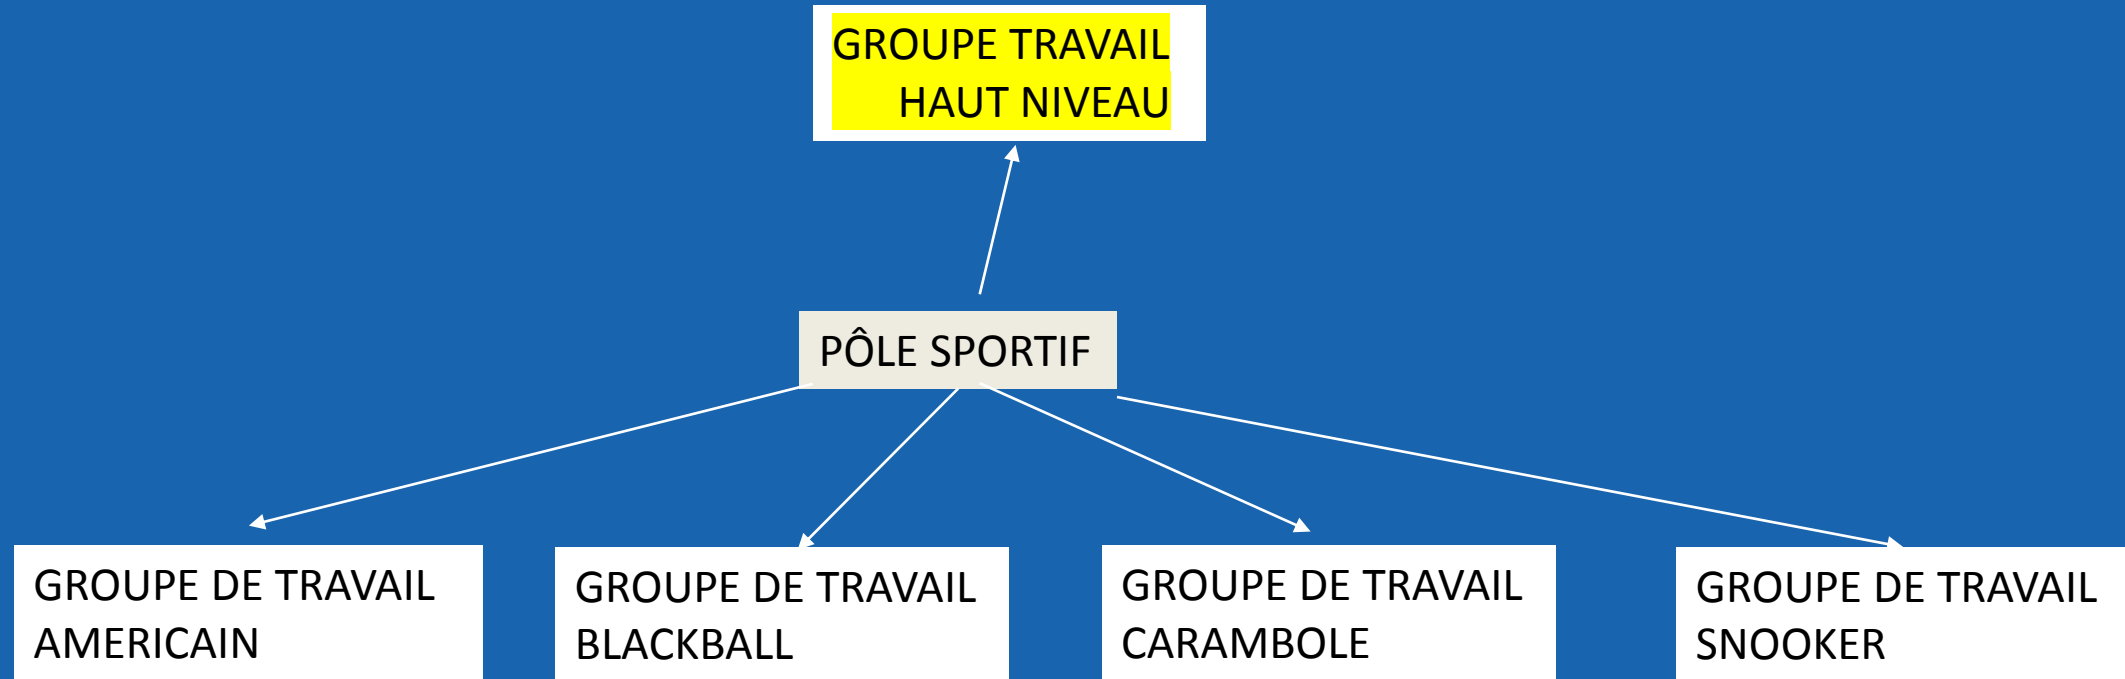 GROUPE TRAVAIL
HAUT NIVEAU
PÔLE SPORTIF
GROUPE DE TRAVAIL
AMERICAIN
GROUPE DE TRAVAIL
BLACKBALL
GROUPE DE TRAVAIL
CARAMBOLE
GROUPE DE TRAVAIL
SNOOKER